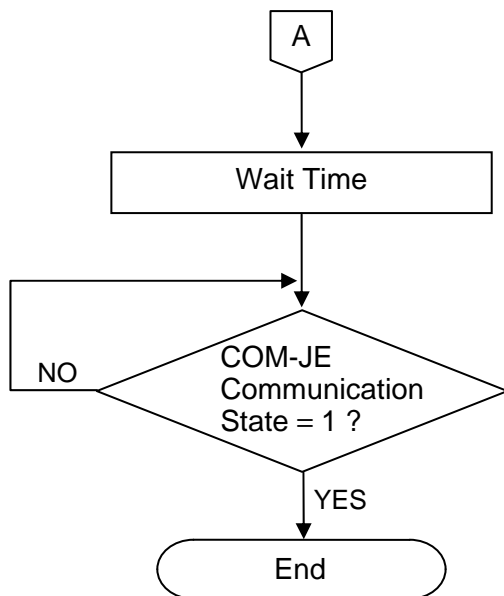 A
Wait Time
COM-JE
Communication
State = 1 ?
NO
YES
End